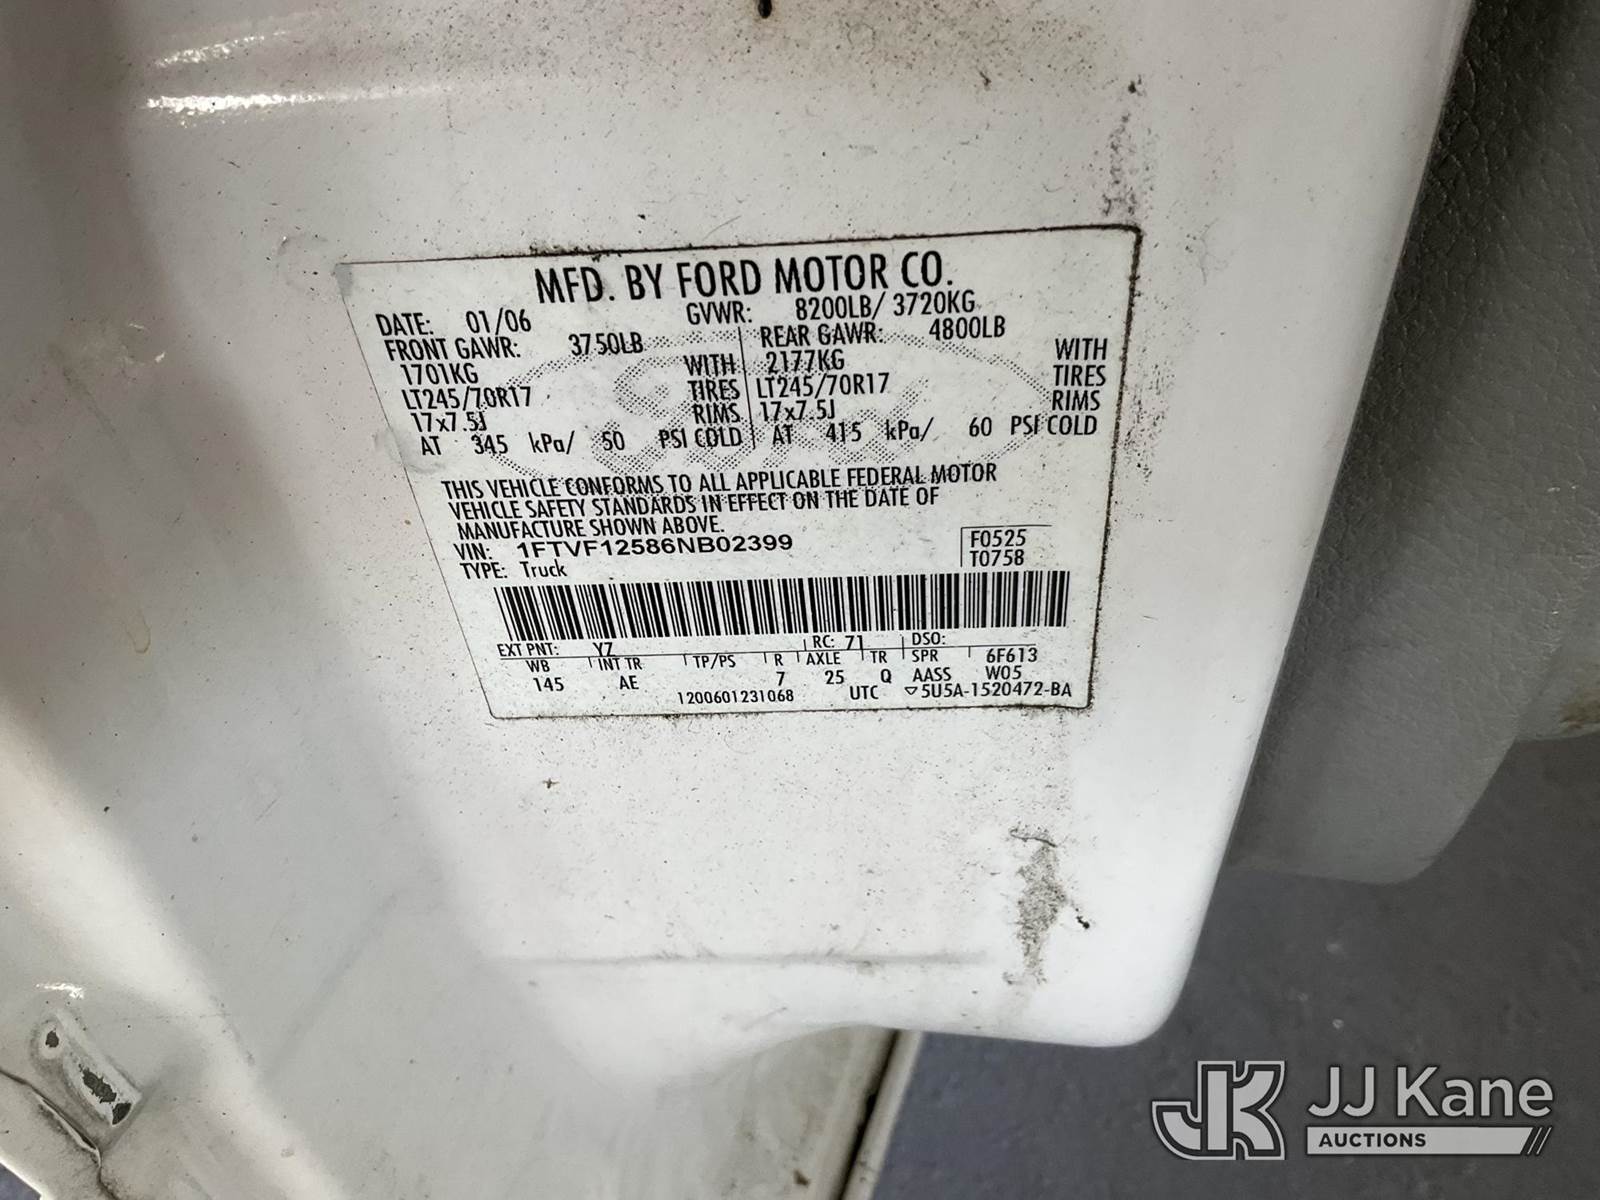 MFD. BY FORD MOTOR CO.
DATE: 01/06 GVWR: 8200LB/ 3720KG
FRONT GAWR: 3750LB REAR GAWR: 4800LB
1701KG WITH 2177KG WITH
LT245/70R17 TIRES LT245/70R17 TIRES
17x7.5J RIMS 17x7.5J RIMS
AT 345 kPa/ 50 PSI COLD AT 415 kPa/ 60 PSI COLD
THIS VEHICLE CONFORMS TO ALL APPLICABLE FEDERAL MOTOR
VEHICLE SAFETY STANDARDS IN EFFECT ON THE DATE OF
MANUFACTURE SHOWN ABOVE.
VIN: 1FTVF12586NB02399 F0525
TYPE: Truck T0758
EXT PNT: YZ RC: 71 DSO:
WB INT TR TP/PS R AXLE TR SPR 6F613
145 AE 7 25 Q AASS W05
1200601231068 UTC ▽5U5A-1520472-BA
JK JJ Kane
AUCTIONS